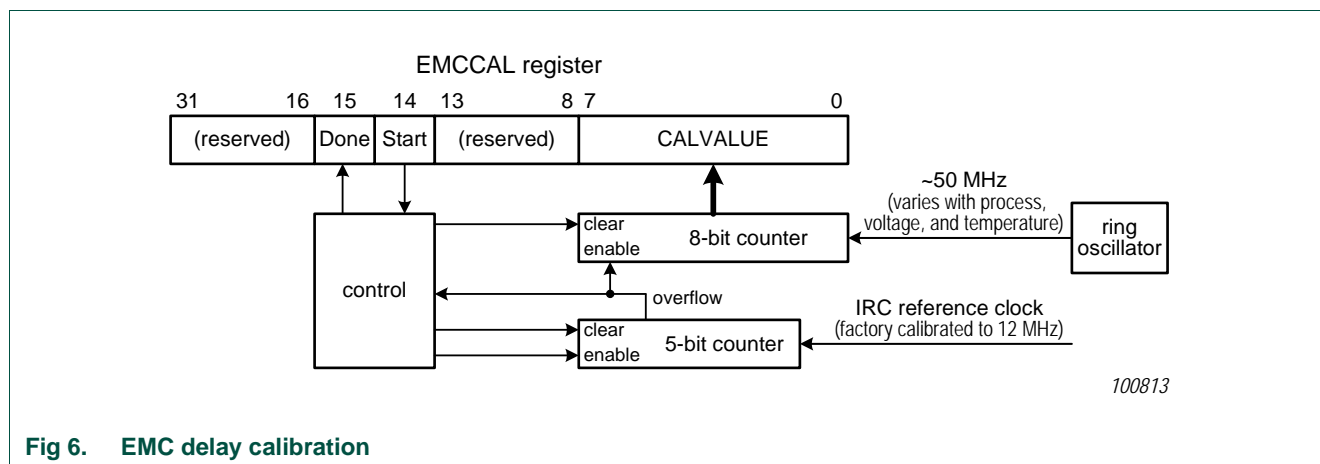 EMCCAL register
31 16 15 14 13 8 7 0
(reserved) Done Start (reserved) CALVALUE
~50 MHz
(varies with process,
voltage, and temperature)
ring
oscillator
clear
enable
8-bit counter
control
overflow
IRC reference clock
(factory calibrated to 12 MHz)
clear
enable
5-bit counter
100813
Fig 6. EMC delay calibration